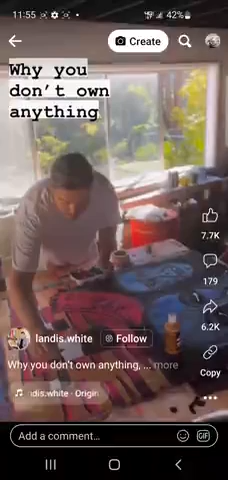 11:55
42%
Create
Why you
don't own
anything
7.7K
179
6.2K
landis.white
Follow
Why you don't own anything, ... more
Copy
ıdis.white · Origin
Add a comment...
GIF